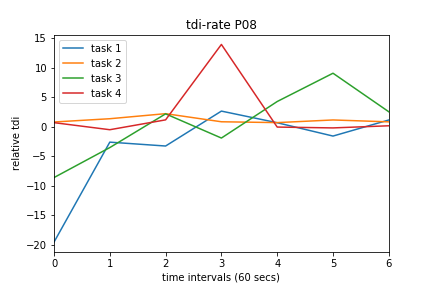 tdi-rate P08
task 1
task 2
task 3
task 4
relative tdi
15
10
5
0
−5
−10
−15
−20
0 1 2 3 4 5 6
time intervals (60 secs)